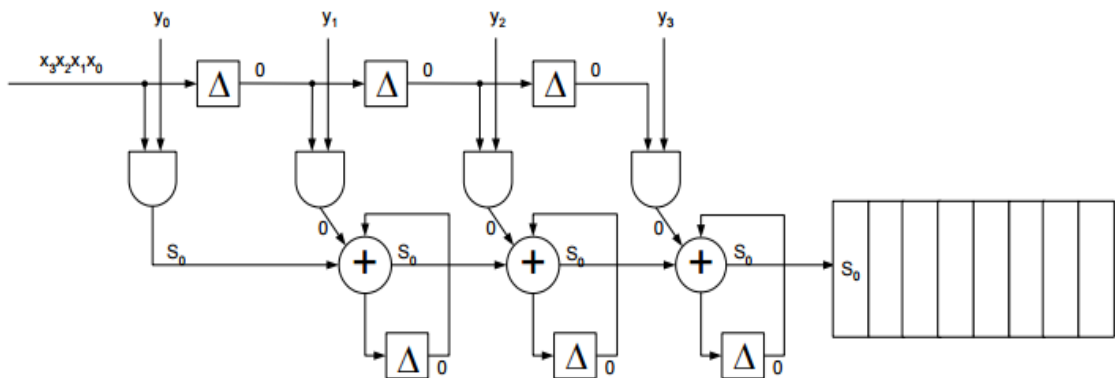 y₀ y₁ y₂ y₃
x₃x₂x₁x₀ Δ 0 Δ 0 Δ 0
0 0 0
S₀ + S₀ + S₀ + S₀ S₀
Δ 0 Δ 0 Δ 0